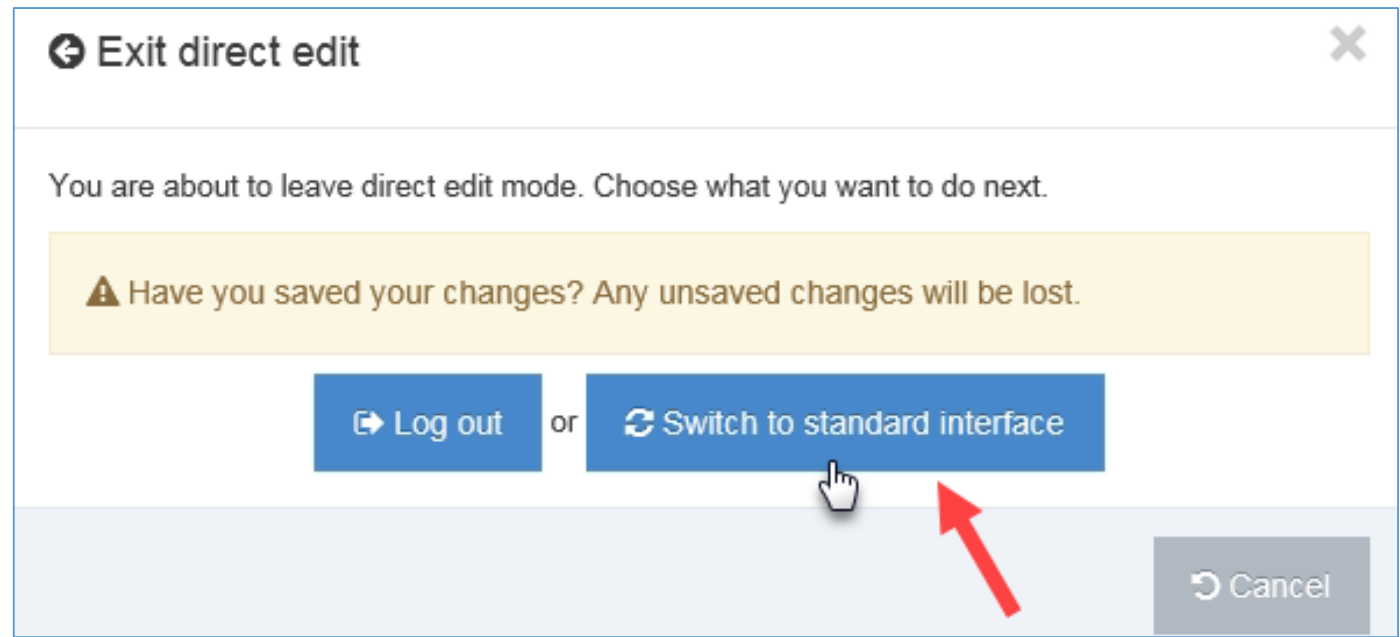 Exit direct edit
You are about to leave direct edit mode. Choose what you want to do next.
Have you saved your changes? Any unsaved changes will be lost.
Log out or Switch to standard interface
Cancel